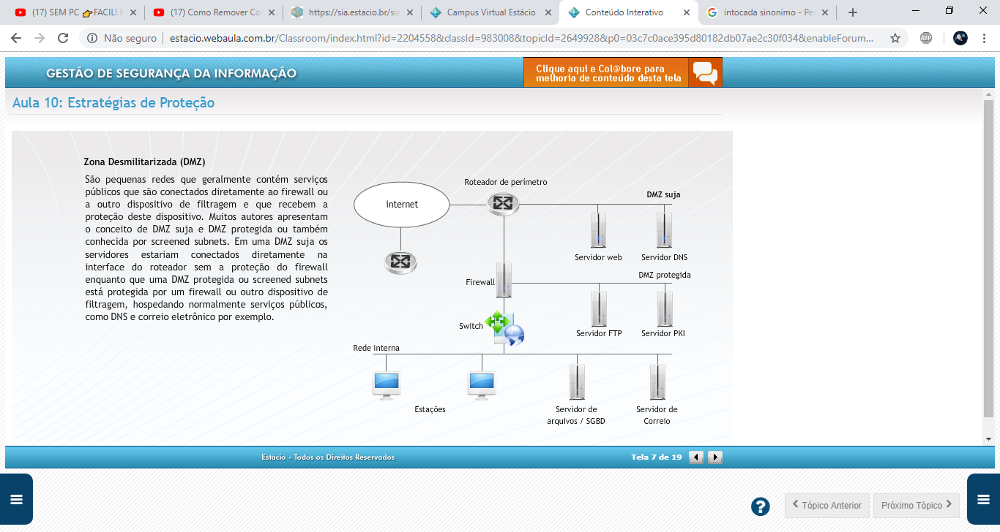 (17) SEM PC 👉FACIL! N
(17) Como Remover Co
https://sia.estacio.br/sia
Campus Virtual Estácio
Conteúdo Interativo
intocada sinonimo - Pe
Não seguro
estacio.webaula.com.br/Classroom/index.html?id=2204558&classId=983008&topicId=2649928&p0=03c7c0ace395d80182db07ae2c30f034&enableForum...
ABP
GESTÃO DE SEGURANÇA DA INFORMAÇÃO
Clique aqui e Col@bore para
melhoria de conteúdo desta tela
Aula 10: Estratégias de Proteção
Zona Desmilitarizada (DMZ)
São pequenas redes que geralmente contém serviços
públicos que são conectados diretamente ao firewall ou
a outro dispositivo de filtragem e que recebem a
proteção deste dispositivo. Muitos autores apresentam
o conceito de DMZ suja e DMZ protegida ou também
conhecida por screened subnets. Em uma DMZ suja os
servidores estariam conectados diretamente na
interface do roteador sem a proteção do firewall
enquanto que uma DMZ protegida ou screened subnets
está protegida por um firewall ou outro dispositivo de
filtragem, hospedando normalmente serviços públicos,
como DNS e correio eletrônico por exemplo.
Roteador de perímetro
internet
DMZ suja
Servidor web
Servidor DNS
DMZ protegida
Firewall
Switch
Servidor FTP
Servidor PKI
Rede interna
Estações
Servidor de
arquivos / SGBD
Servidor de
Correio
Estácio - Todos os Direitos Reservados
Tela 7 de 19
?
Tópico Anterior
Próximo Tópico